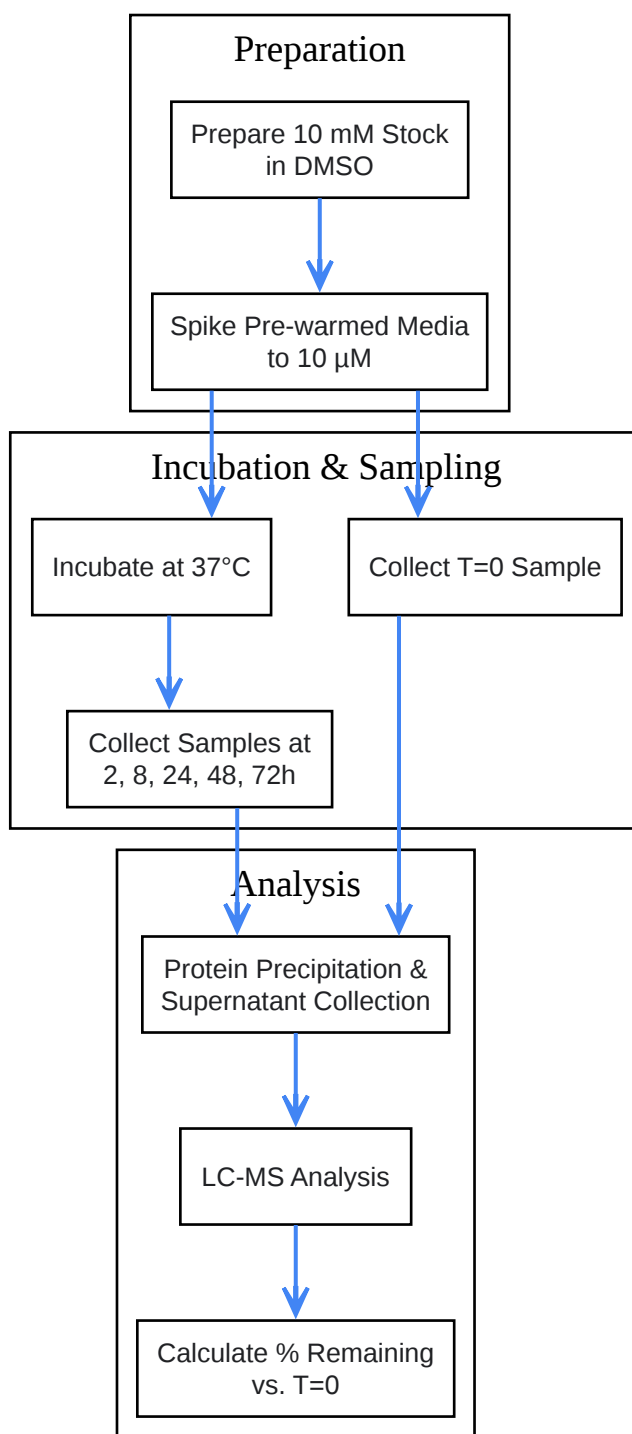 Preparation
Prepare 10 mM Stock
in DMSO
Spike Pre-warmed Media
to 10 µM
Incubation & Sampling
Incubate at 37°C
Collect T=0 Sample
Collect Samples at
2, 8, 24, 48, 72h
Analysis
Protein Precipitation &
Supernatant Collection
LC-MS Analysis
Calculate % Remaining
vs. T=0